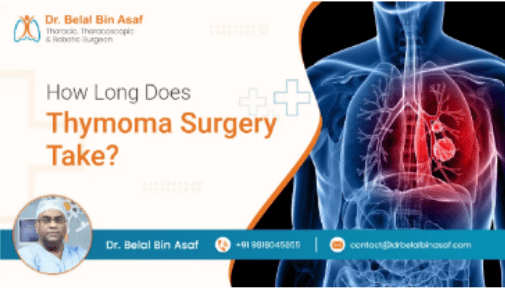 Dr. Belal Bin Asaf
Thoracic, Thoracoscopic
& Robotic Surgeon
How Long Does
Thymoma Surgery
Take?
Dr. Belal Bin Asaf
+91 9818045855
contact@drbelalbinasaf.com